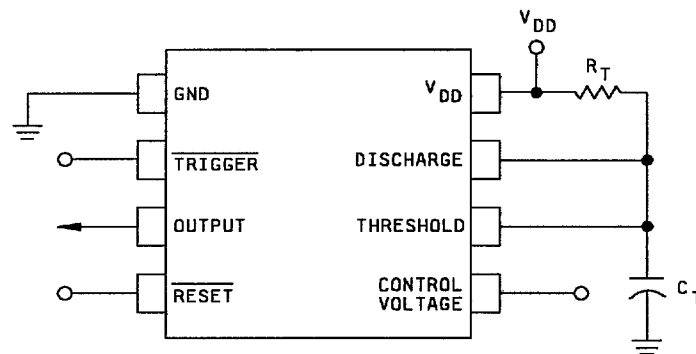 V_DD
R_T
GND
V_DD
TRIGGER
DISCHARGE
OUTPUT
THRESHOLD
RESET
CONTROL
VOLTAGE
C_T